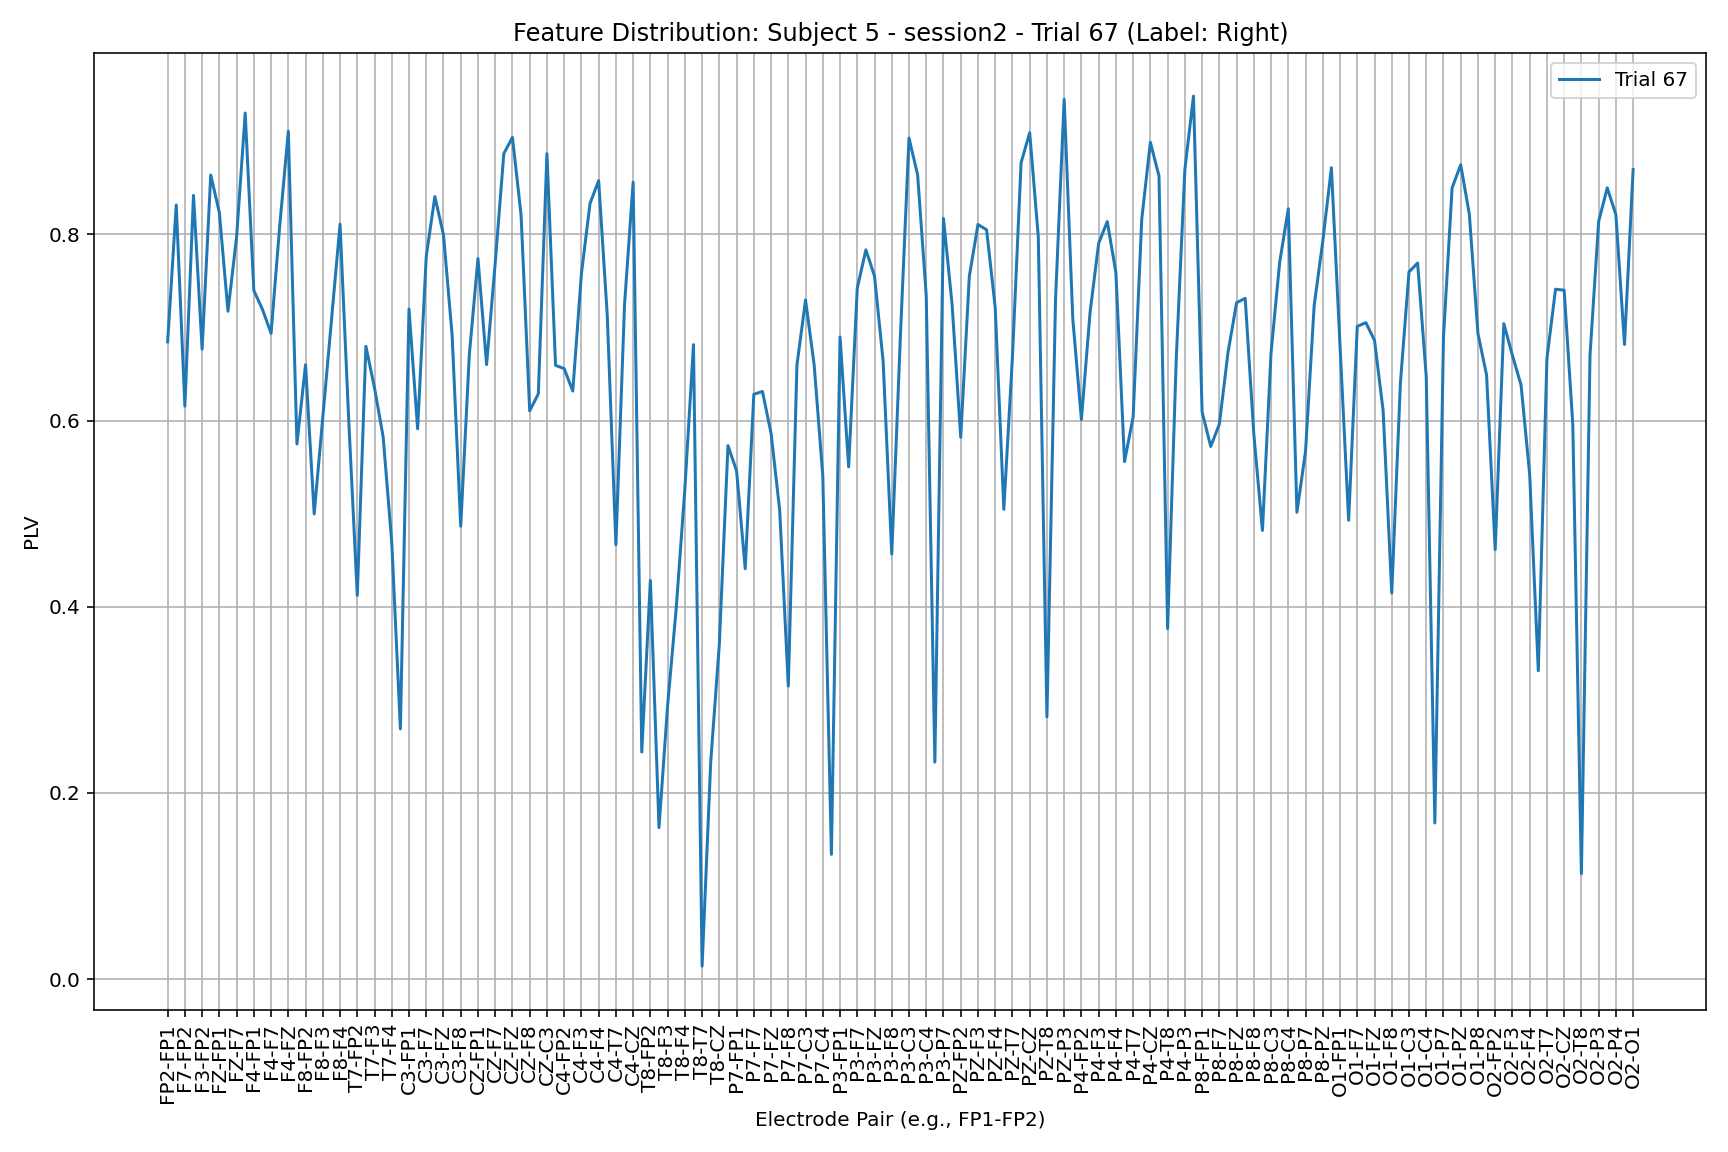 Feature Distribution: Subject 5 - session2 - Trial 67 (Label: Right)
Trial 67
PLV
0.8
0.6
0.4
0.2
0.0
FP2-FP1
F7-FP2
F3-FP2
FZ-FP1
FZ-F7
F4-FP1
F4-F7
F4-FZ
F8-FP2
F8-F3
F8-F4
T7-FP2
T7-F3
T7-F4
C3-FP1
C3-F7
C3-FZ
C3-F8
CZ-FP1
CZ-F7
CZ-FZ
CZ-F8
CZ-C3
C4-FP2
C4-F3
C4-F4
C4-T7
C4-CZ
T8-FP2
T8-F3
T8-F4
T8-T7
T8-CZ
P7-FP1
P7-F7
P7-FZ
P7-F8
P7-C3
P7-C4
P3-FP1
P3-F7
P3-FZ
P3-F8
P3-C3
P3-C4
P3-P7
PZ-FP2
PZ-F3
PZ-F4
PZ-T7
PZ-CZ
PZ-T8
PZ-P3
P4-FP2
P4-F3
P4-F4
P4-T7
P4-CZ
P4-T8
P4-P3
P8-FP1
P8-F7
P8-FZ
P8-F8
P8-C3
P8-C4
P8-P7
P8-PZ
O1-FP1
O1-F7
O1-FZ
O1-F8
O1-C3
O1-C4
O1-P7
O1-PZ
O1-P8
O2-FP2
O2-F3
O2-F4
O2-T7
O2-CZ
O2-T8
O2-P3
O2-P4
O2-O1
Electrode Pair (e.g., FP1-FP2)